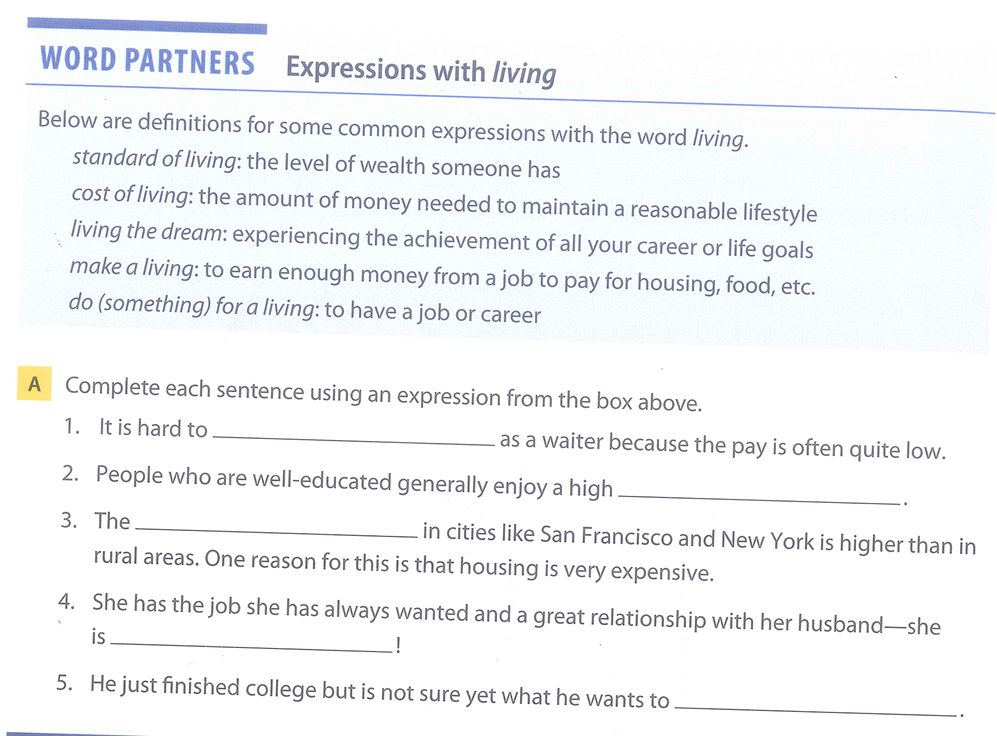 WORD PARTNERS Expressions with living
Below are definitions for some common expressions with the word living.
standard of living: the level of wealth someone has
cost of living: the amount of money needed to maintain a reasonable lifestyle
living the dream: experiencing the achievement of all your career or life goals
make a living: to earn enough money from a job to pay for housing, food, etc.
do (something) for a living: to have a job or career
A Complete each sentence using an expression from the box above.
1. It is hard to ____________________ as a waiter because the pay is often quite low.
2. People who are well-educated generally enjoy a high ____________________.
3. The ____________________ in cities like San Francisco and New York is higher than in
rural areas. One reason for this is that housing is very expensive.
4. She has the job she has always wanted and a great relationship with her husband—she
is ____________________!
5. He just finished college but is not sure yet what he wants to ____________________.